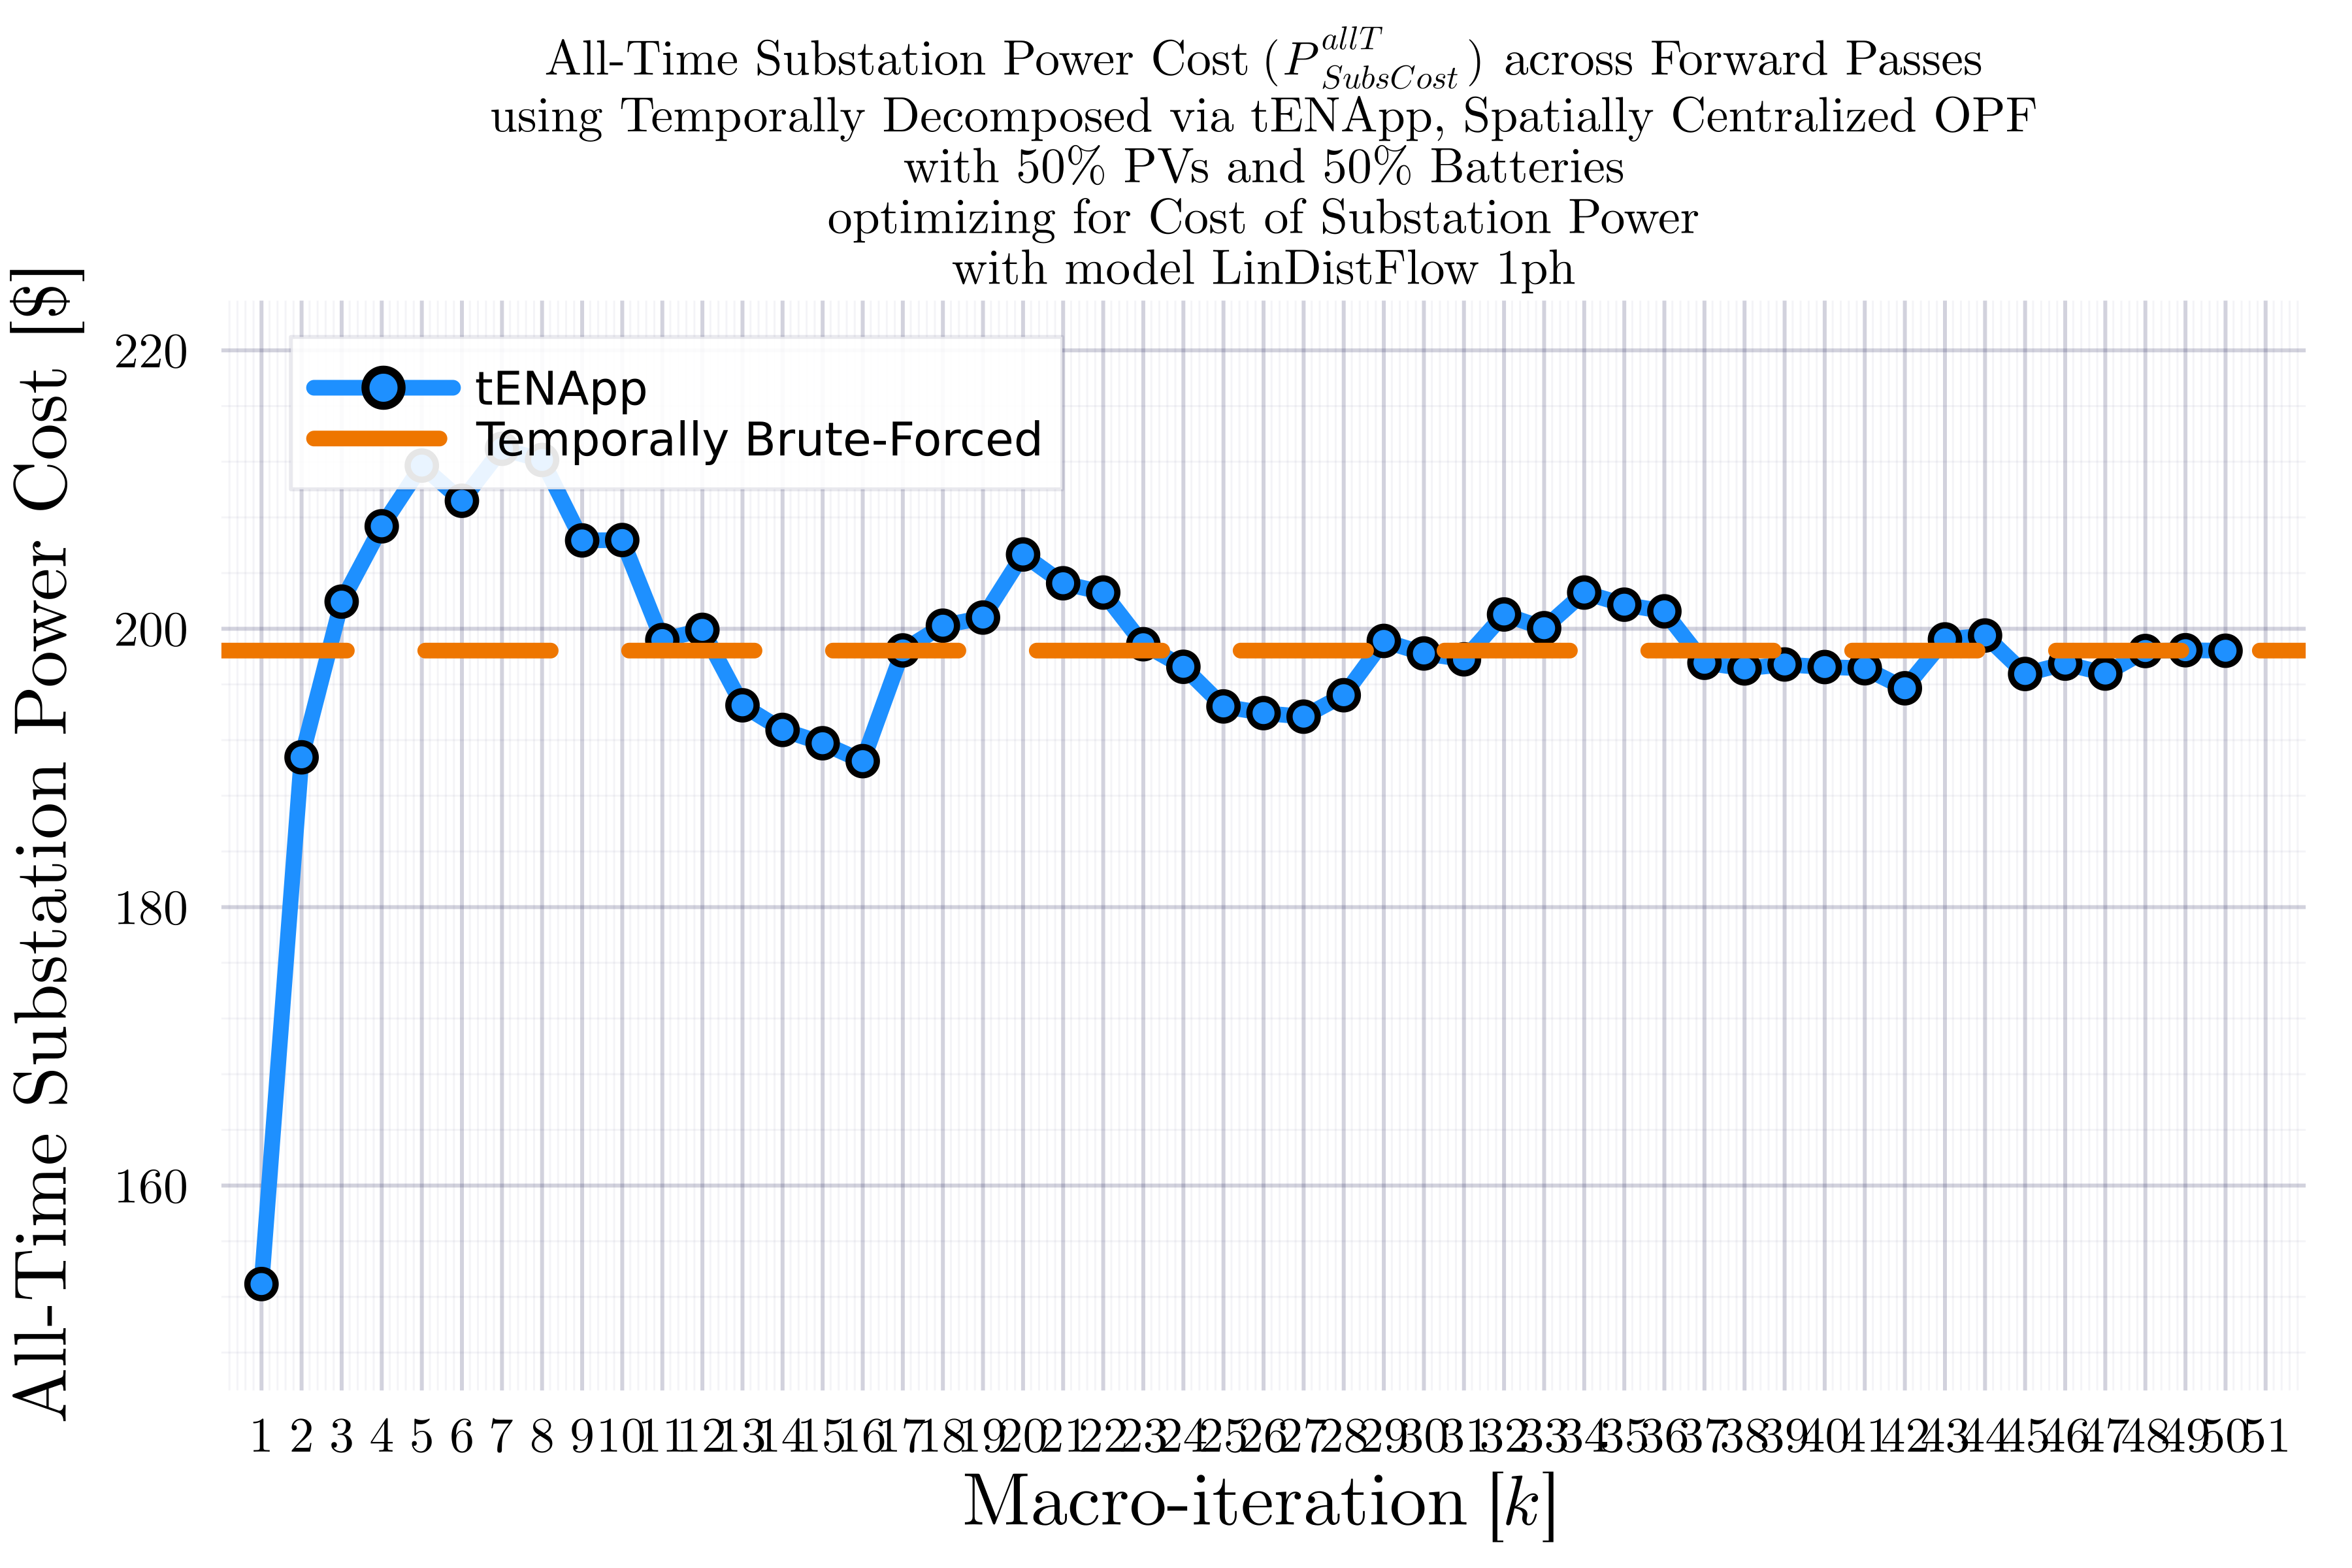 All-Time Substation Power Cost (P^{allT}_{SubsCost}) across Forward Passes
using Temporally Decomposed via tENApp, Spatially Centralized OPF
with 50% PVs and 50% Batteries
optimizing for Cost of Substation Power
with model LinDistFlow 1ph
All-Time Substation Power Cost [$]
220
200
180
160
tENApp
Temporally Brute-Forced
1 2 3 4 5 6 7 8 9 10 11 12 13 14 15 16 17 18 19 20 21 22 23 24 25 26 27 28 29 30 31 32 33 34 35 36 37 38 39 40 41 42 43 44 45 46 47 48 49 50 51
Macro-iteration [k]